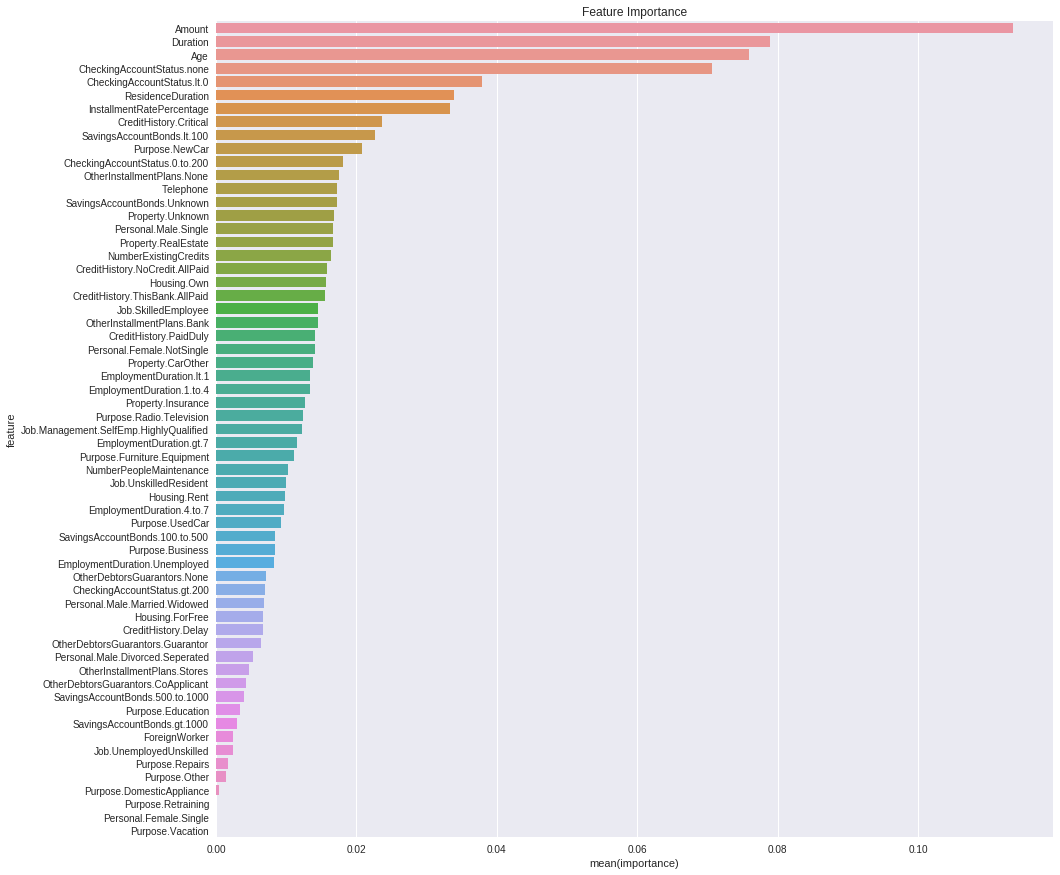 Feature Importance
Amount
Duration
Age
CheckingAccountStatus.none
CheckingAccountStatus.lt.0
ResidenceDuration
InstallmentRatePercentage
CreditHistory.Critical
SavingsAccountBonds.lt.100
Purpose.NewCar
CheckingAccountStatus.0.to.200
OtherInstallmentPlans.None
Telephone
SavingsAccountBonds.Unknown
Property.Unknown
Personal.Male.Single
Property.RealEstate
NumberExistingCredits
CreditHistory.NoCredit.AllPaid
Housing.Own
CreditHistory.ThisBank.AllPaid
Job.SkilledEmployee
OtherInstallmentPlans.Bank
CreditHistory.PaidDuly
Personal.Female.NotSingle
Property.CarOther
EmploymentDuration.lt.1
EmploymentDuration.1.to.4
Property.Insurance
Purpose.Radio.Television
Job.Management.SelfEmp.HighlyQualified
EmploymentDuration.gt.7
Purpose.Furniture.Equipment
NumberPeopleMaintenance
Job.UnskilledResident
Housing.Rent
EmploymentDuration.4.to.7
Purpose.UsedCar
SavingsAccountBonds.100.to.500
Purpose.Business
EmploymentDuration.Unemployed
OtherDebtorsGuarantors.None
CheckingAccountStatus.gt.200
Personal.Male.Married.Widowed
Housing.ForFree
CreditHistory.Delay
OtherDebtorsGuarantors.Guarantor
Personal.Male.Divorced.Seperated
OtherInstallmentPlans.Stores
OtherDebtorsGuarantors.CoApplicant
SavingsAccountBonds.500.to.1000
Purpose.Education
SavingsAccountBonds.gt.1000
ForeignWorker
Job.UnemployedUnskilled
Purpose.Repairs
Purpose.Other
Purpose.DomesticAppliance
Purpose.Retraining
Personal.Female.Single
Purpose.Vacation
feature
0.00 0.02 0.04 0.06 0.08 0.10
mean(importance)